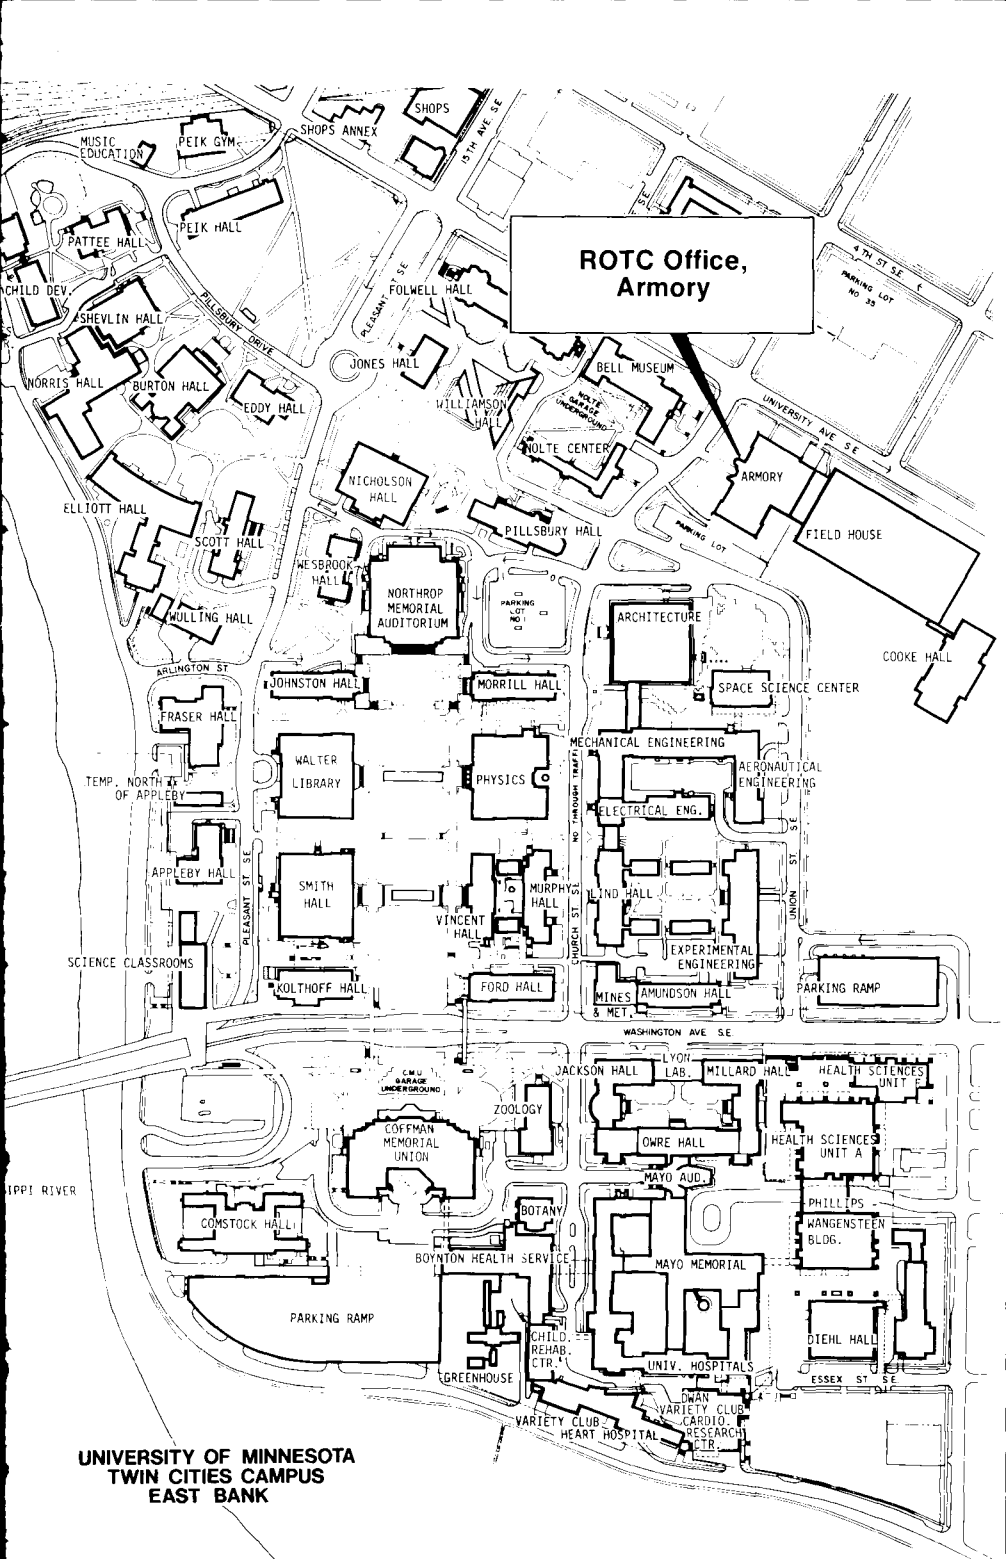 SHOPS
SHOPS ANNEX
15TH AVE S.E
PEIK GYM
MUSIC
EDUCATION
PEIK HALL
PATTEE HALL
CHILD DEV.
SHEVLIN HALL
PILLSBURY DRIVE
PLEASANT
S E
FOLWELL HALL
ROTC Office,
Armory
4 TH ST S.E
PARKING LOT
NO 35
NORRIS HALL
BURTON HALL
EDDY HALL
JONES HALL
WILLIAMSON
HALL
BELL MUSEUM
NOLTE
GARAGE
UNDERGROUND
NOLTE CENTER
UNIVERSITY AVE S.E
ARMORY
FIELD HOUSE
PARKING LOT
COOKE HALL
NICHOLSON
HALL
PILLSBURY HALL
ELLIOTT HALL
SCOTT HALL
WESBROOK
HALL
WULLING HALL
NORTHROP
MEMORIAL
AUDITORIUM
PARKING
LOT
NO 1
ARCHITECTURE
SPACE SCIENCE CENTER
ARLINGTON ST
JOHNSTON HALL
MORRILL HALL
FRASER HALL
MECHANICAL ENGINEERING
AERONAUTICAL
ENGINEERING
WALTER
LIBRARY
PHYSICS
NO THROUGH TRAFFIC
ELECTRICAL ENG.
TEMP. NORTH
OF APPLEBY
APPLEBY HALL
PLEASANT ST SE
SMITH
HALL
VINCENT
HALL
MURPHY
HALL
CHURCH ST. S.E
LIND HALL
UNION ST SE
EXPERIMENTAL
ENGINEERING
SCIENCE CLASSROOMS
KOLTHOFF HALL
FORD HALL
MINES
& MET.
AMUNDSON HALL
PARKING RAMP
WASHINGTON AVE S.E.
C.M.U
GARAGE
UNDERGROUND
JACKSON HALL
LYON
LAB.
MILLARD HALL
HEALTH SCIENCES
UNIT F
ZOOLOGY
COFFMAN
MEMORIAL
UNION
OWRE HALL
HEALTH SCIENCES
UNIT A
MAYO AUD.
IPPI RIVER
COMSTOCK HALL
BOTANY
PHILLIPS
WANGENSTEEN
BLDG.
BOYNTON HEALTH SERVICE
MAYO MEMORIAL
PARKING RAMP
CHILD.
REHAB.
CTR.
DIEHL HALL
GREENHOUSE
UNIV. HOSPITALS
ESSEX ST S E
VARIETY CLUB
HEART HOSPITAL
DWAN
VARIETY CLUB
CARDIO.
RESEARCH
CTR.
UNIVERSITY OF MINNESOTA
TWIN CITIES CAMPUS
EAST BANK